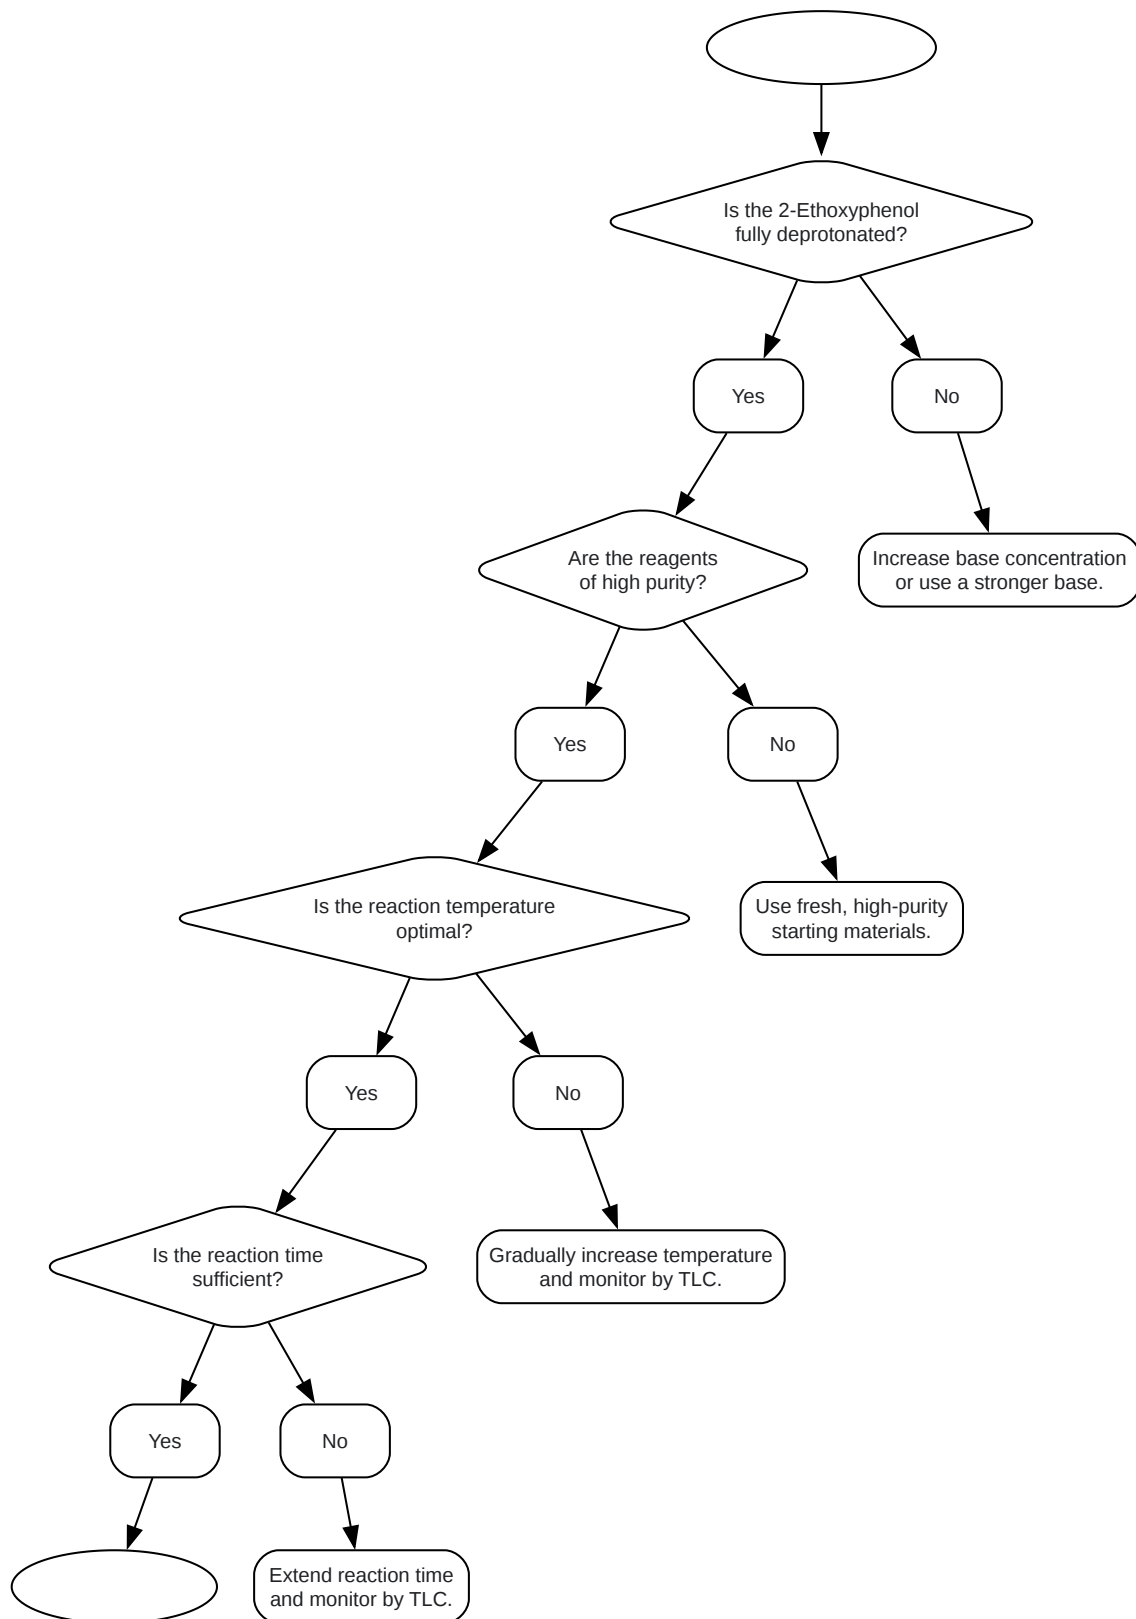 Is the 2-Ethoxyphenol
fully deprotonated?
Yes
No
Are the reagents
of high purity?
Increase base concentration
or use a stronger base.
Yes
No
Is the reaction temperature
optimal?
Use fresh, high-purity
starting materials.
Yes
No
Is the reaction time
sufficient?
Gradually increase temperature
and monitor by TLC.
Yes
No
Extend reaction time
and monitor by TLC.